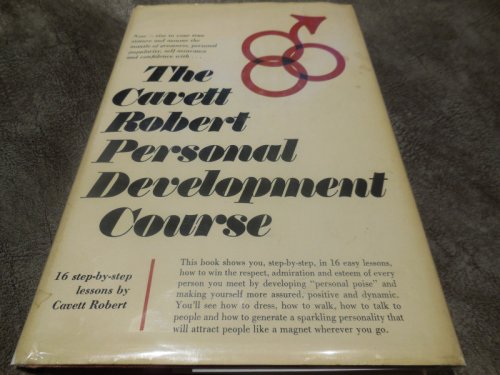 Now — rise to your true
stature and assume the
mantle of greatness, personal
popularity, self assurance
and confidence with . . .
The
Cavett
Robert
Personal
Development
Course
16 step-by-step
lessons by
Cavett Robert
This book shows you, step-by-step, in 16 easy lessons,
how to win the respect, admiration and esteem of every
person you meet by developing "personal poise" and
making yourself more assured, positive and dynamic.
You'll see how to dress, how to walk, how to talk to
people and how to generate a sparkling personality that
will attract people like a magnet wherever you go.